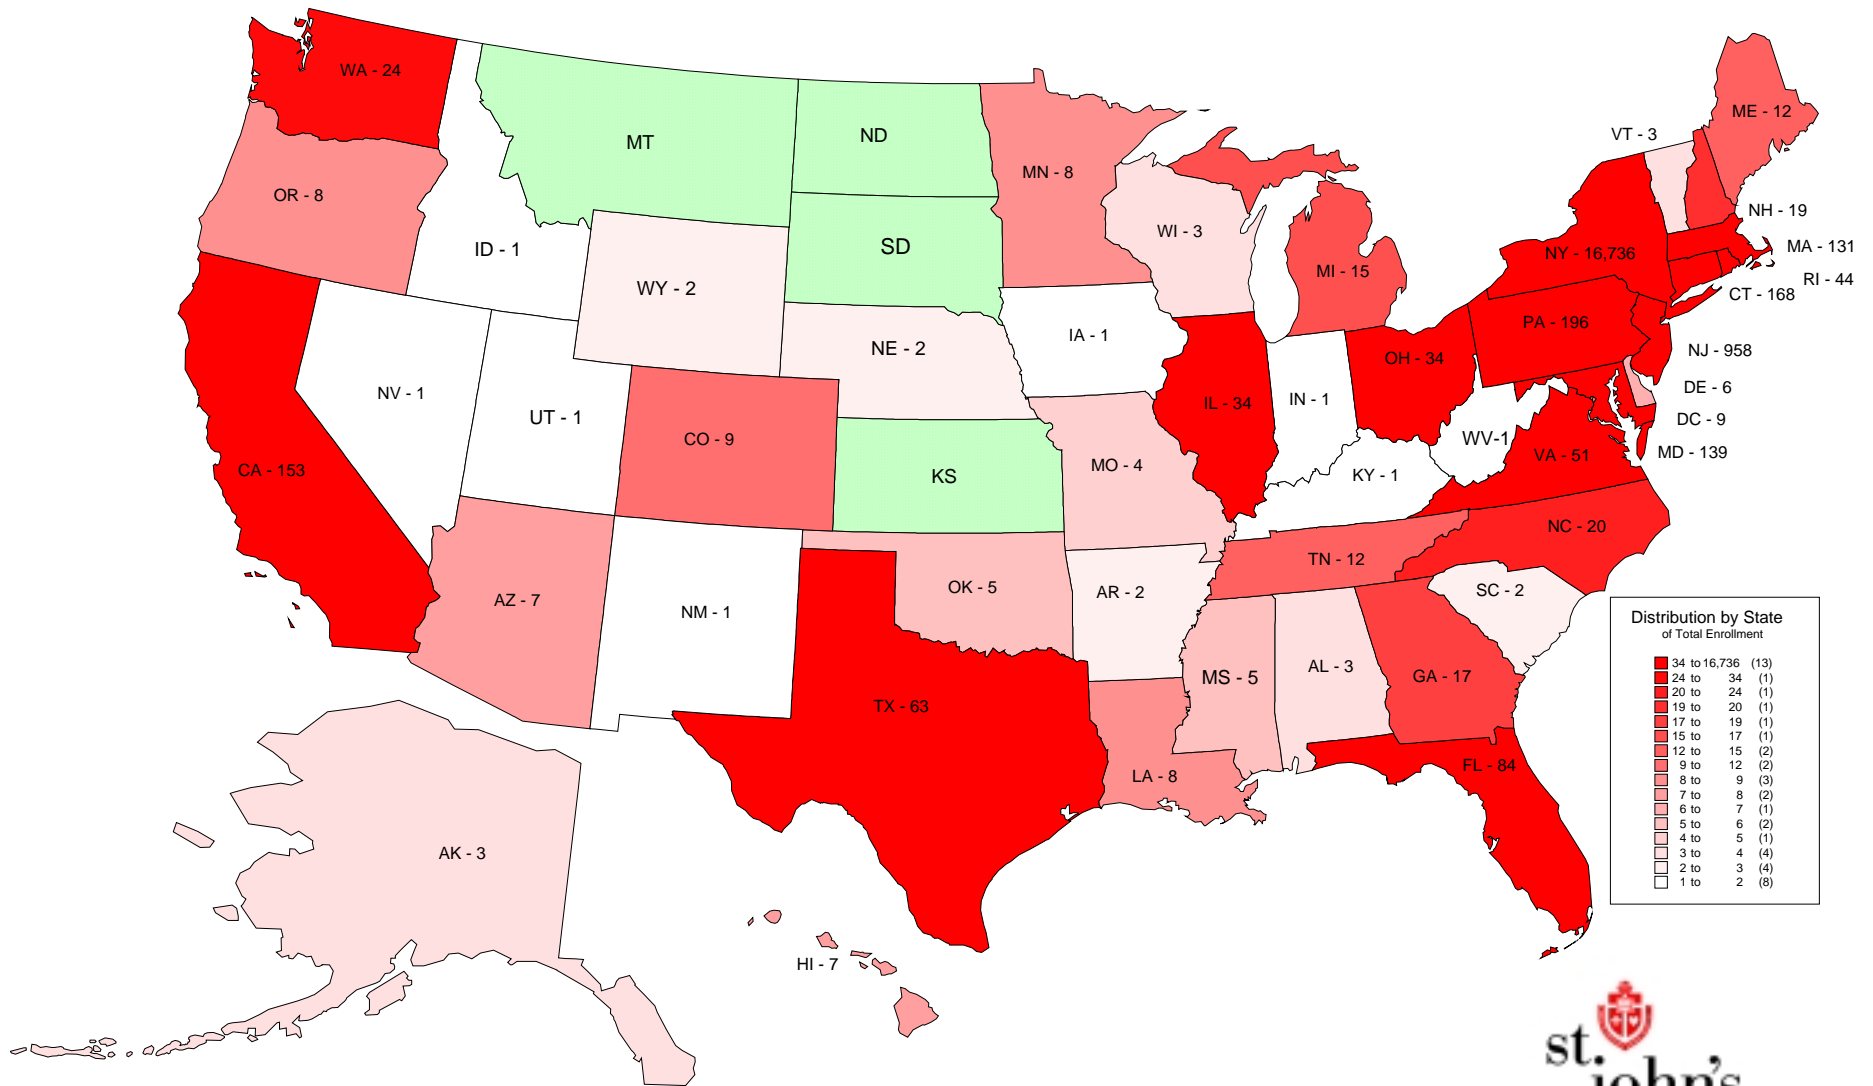 WA - 24
MT
ND
MN - 8
ME - 12
VT - 3
OR - 8
ID - 1
SD
WI - 3
NH - 19
NY - 16,736
MA - 131
MI - 15
RI - 44
WY - 2
CT - 168
PA - 196
IA - 1
NE - 2
NJ - 958
OH - 34
DE - 6
NV - 1
UT - 1
IL - 34
IN - 1
DC - 9
CO - 9
WV-1
MD - 139
VA - 51
CA - 153
MO - 4
KS
KY - 1
NC - 20
TN - 12
OK - 5
AR - 2
SC - 2
AZ - 7
NM - 1
MS - 5
AL - 3
GA - 17
TX - 63
LA - 8
FL - 84
AK - 3
HI - 7
Distribution by State
of Total Enrollment
34 to 16,736 (13)
24 to 34 (1)
20 to 24 (1)
19 to 20 (1)
17 to 19 (1)
15 to 17 (1)
12 to 15 (2)
9 to 12 (2)
8 to 9 (3)
7 to 8 (2)
6 to 7 (1)
5 to 6 (2)
4 to 5 (1)
3 to 4 (4)
2 to 3 (4)
1 to 2 (8)
st.
john's